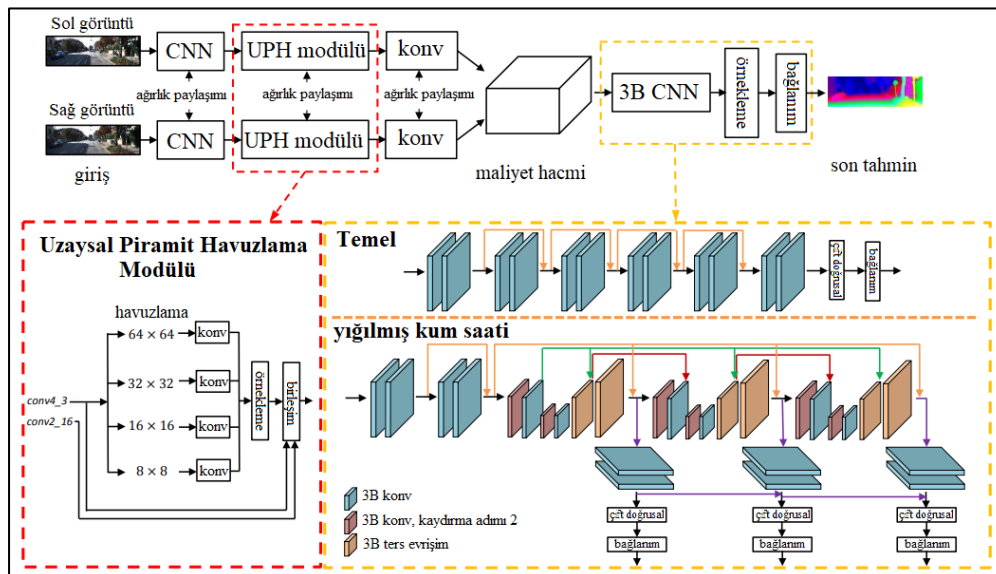 Sol görüntü
CNN
UPH modülü
konv
ağırlık paylaşımı
ağırlık paylaşımı
ağırlık paylaşımı
3B CNN
örnekleme
bağlanım
Sağ görüntü
CNN
UPH modülü
konv
giriş
maliyet hacmi
son tahmin
Uzaysal Piramit Havuzlama
Modülü
havuzlama
64 × 64
konv
32 × 32
konv
conv4_3
conv2_16
16 × 16
konv
8 × 8
konv
örnekleme
birleşim
Temel
çift doğrusal
bağlanım
yığılmış kum saati
3B konv
3B konv, kaydırma adımı 2
3B ters evrişim
çift doğrusal
çift doğrusal
çift doğrusal
bağlanım
bağlanım
bağlanım